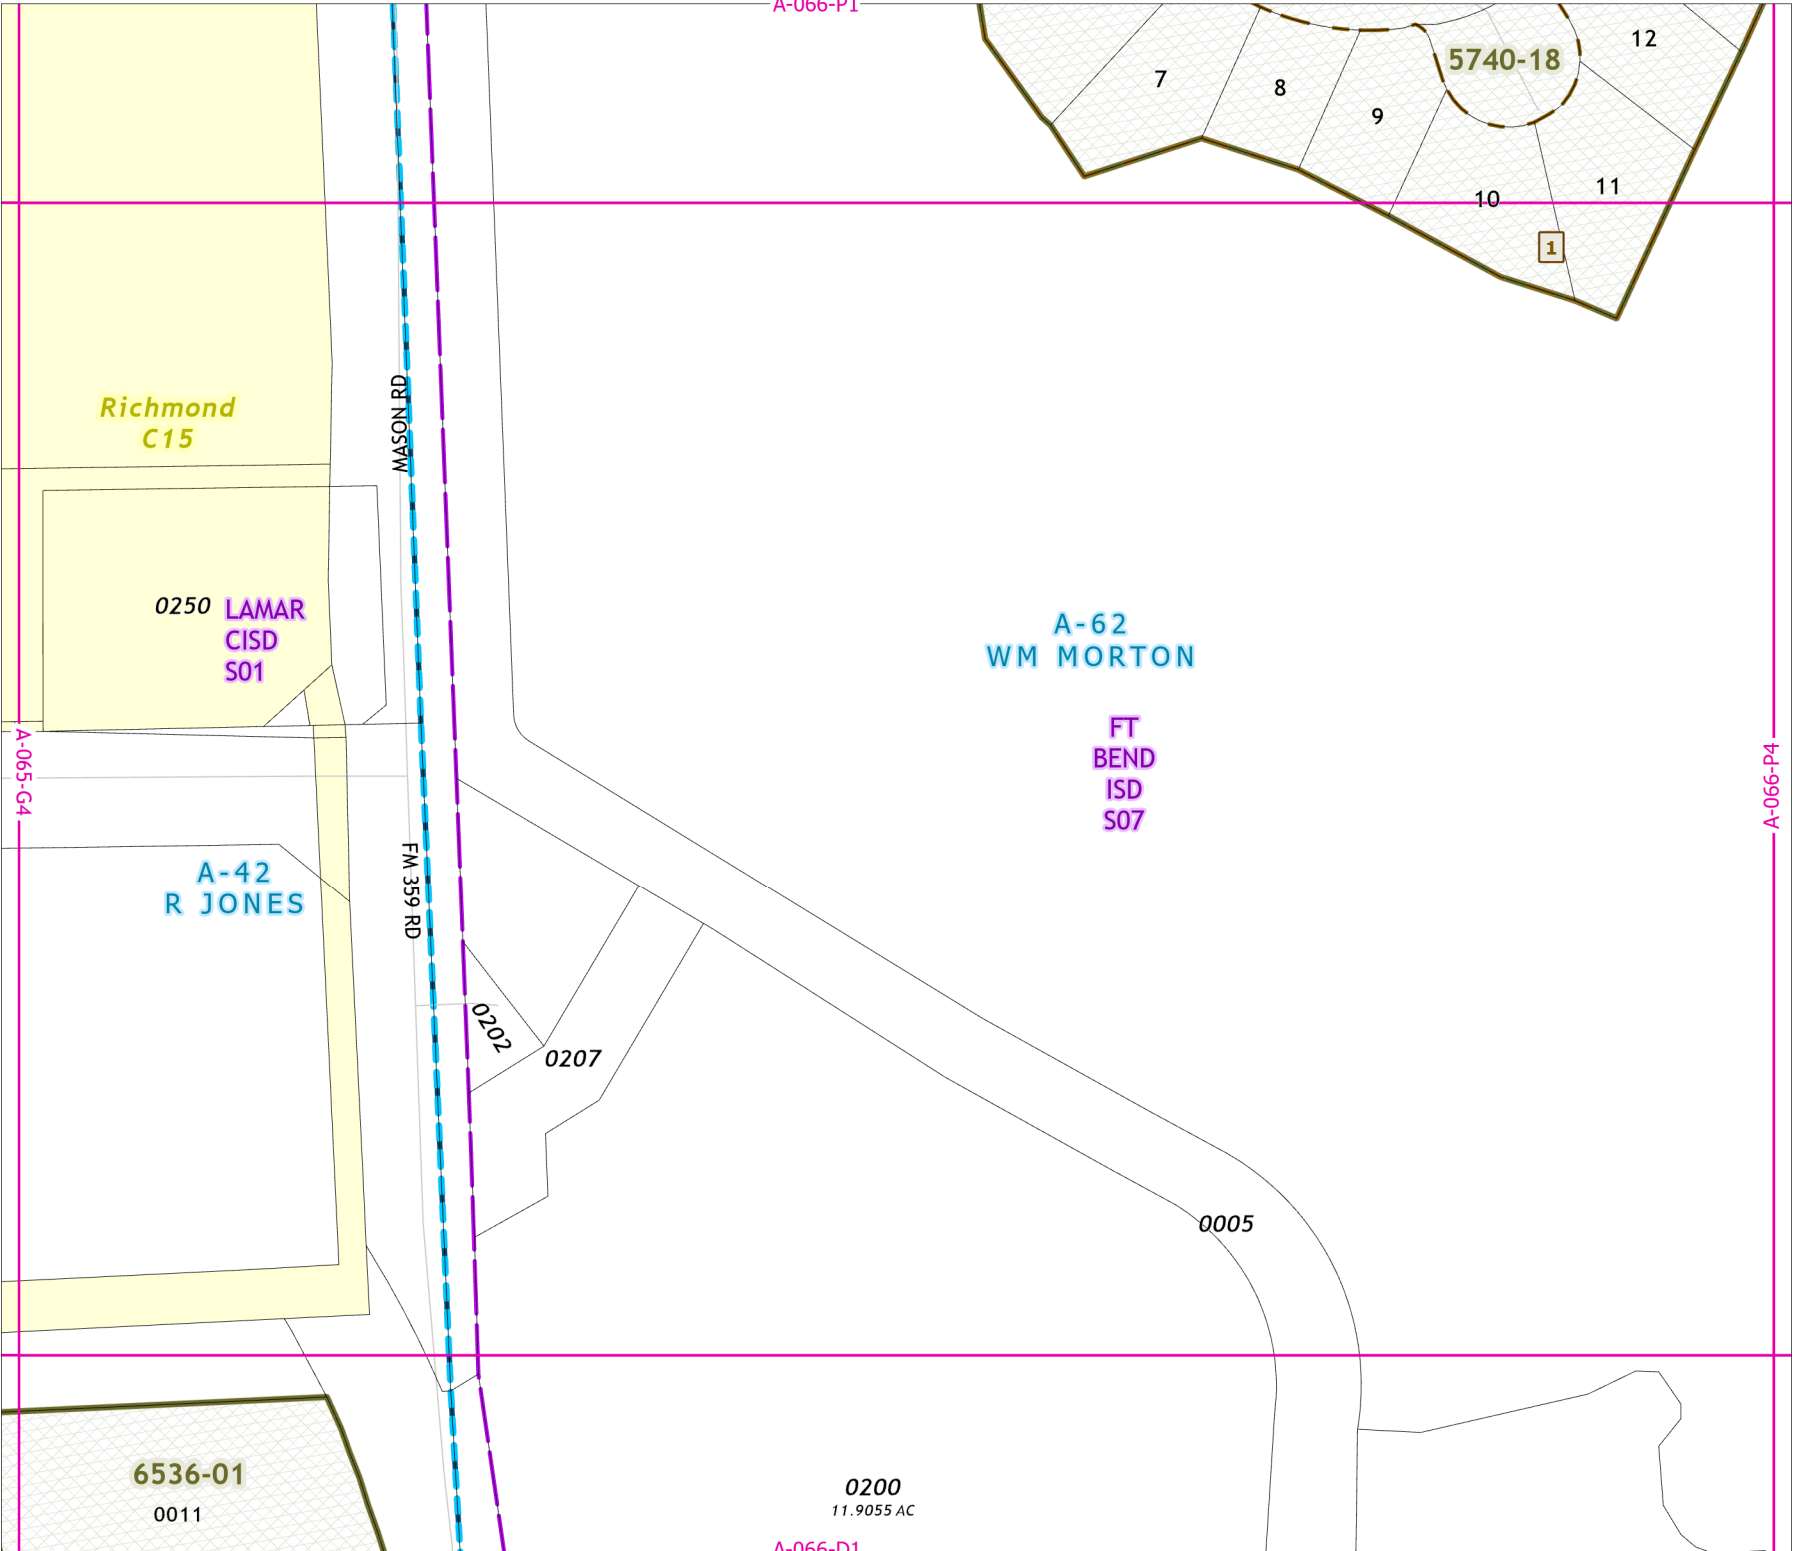 A-066-P1
12
5740-18
7
8
9
11
10
1
MASON RD
Richmond
C15
0250
LAMAR
CISD
S01
A-62
WM MORTON
FT
BEND
ISD
S07
A-065-G4
A-066-P4
FM 359 RD
A-42
R JONES
0202
0207
0005
6536-01
0011
0200
11.9055 AC
A-066-D1